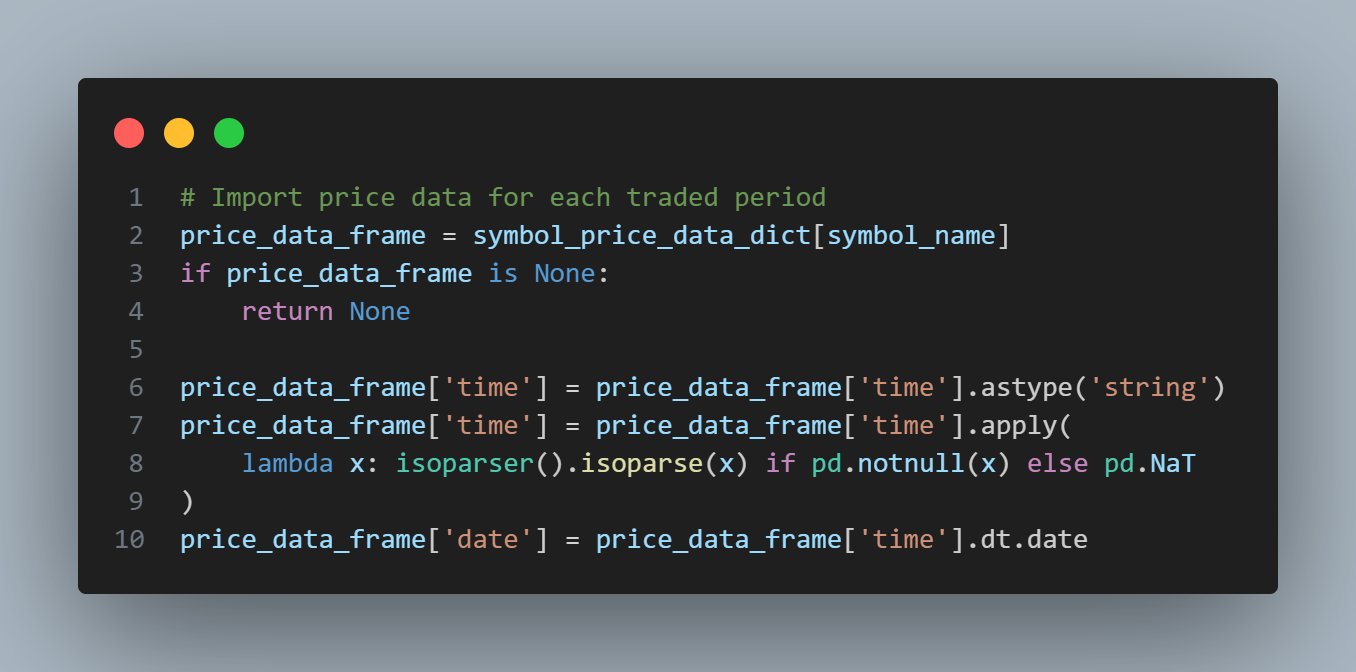 1 # Import price data for each traded period
2 price_data_frame = symbol_price_data_dict[symbol_name]
3 if price_data_frame is None:
4     return None
5
6 price_data_frame['time'] = price_data_frame['time'].astype('string')
7 price_data_frame['time'] = price_data_frame['time'].apply(
8     lambda x: isoparser().isoparse(x) if pd.notnull(x) else pd.NaT
9 )
10 price_data_frame['date'] = price_data_frame['time'].dt.date